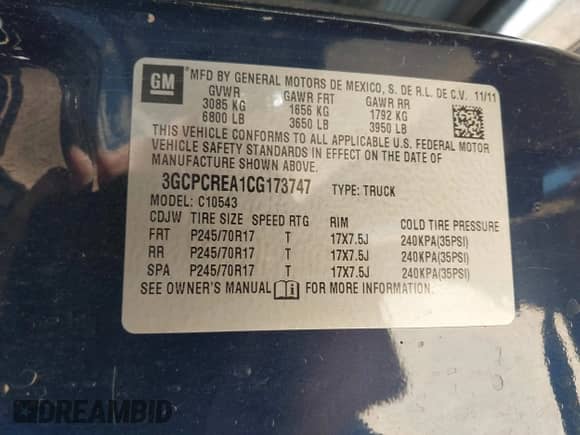 GM
MFD BY GENERAL MOTORS DE MEXICO, S. DE R.L. DE C.V. 11/11
GVWR GAWR FRT GAWR RR
3085 KG 1656 KG 1792 KG
6800 LB 3650 LB 3950 LB
THIS VEHICLE CONFORMS TO ALL APPLICABLE U.S. FEDERAL MOTOR
VEHICLE SAFETY STANDARDS IN EFFECT ON THE DATE OF
MANUFACTURE SHOWN ABOVE.
3GCPCREA1CG173747 TYPE: TRUCK
MODEL: C10543
CDJW TIRE SIZE SPEED RTG RIM COLD TIRE PRESSURE
FRT P245/70R17 T 17X7.5J 240KPA(35PSI)
RR P245/70R17 T 17X7.5J 240KPA(35PSI)
SPA P245/70R17 T 17X7.5J 240KPA(35PSI)
SEE OWNER'S MANUAL FOR MORE INFORMATION.
DREAMBID